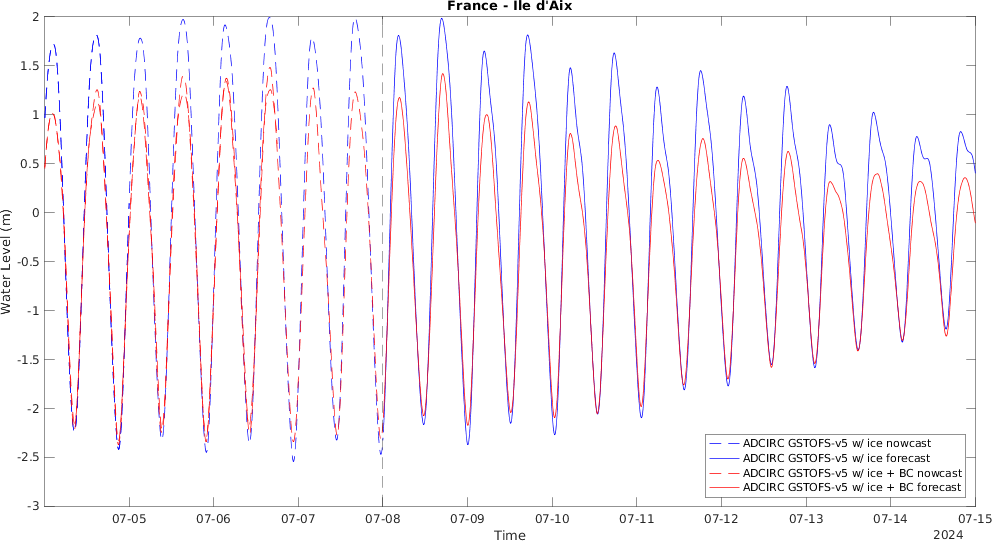 France - Ile d'Aix
Water Level (m)
2
1.5
1
0.5
0
-0.5
-1
-1.5
-2
-2.5
-3
ADCIRC GSTOFS-v5 w/ ice nowcast
ADCIRC GSTOFS-v5 w/ ice forecast
ADCIRC GSTOFS-v5 w/ ice + BC nowcast
ADCIRC GSTOFS-v5 w/ ice + BC forecast
07-05 07-06 07-07 07-08 07-09 07-10 07-11 07-12 07-13 07-14 07-15
Time
2024